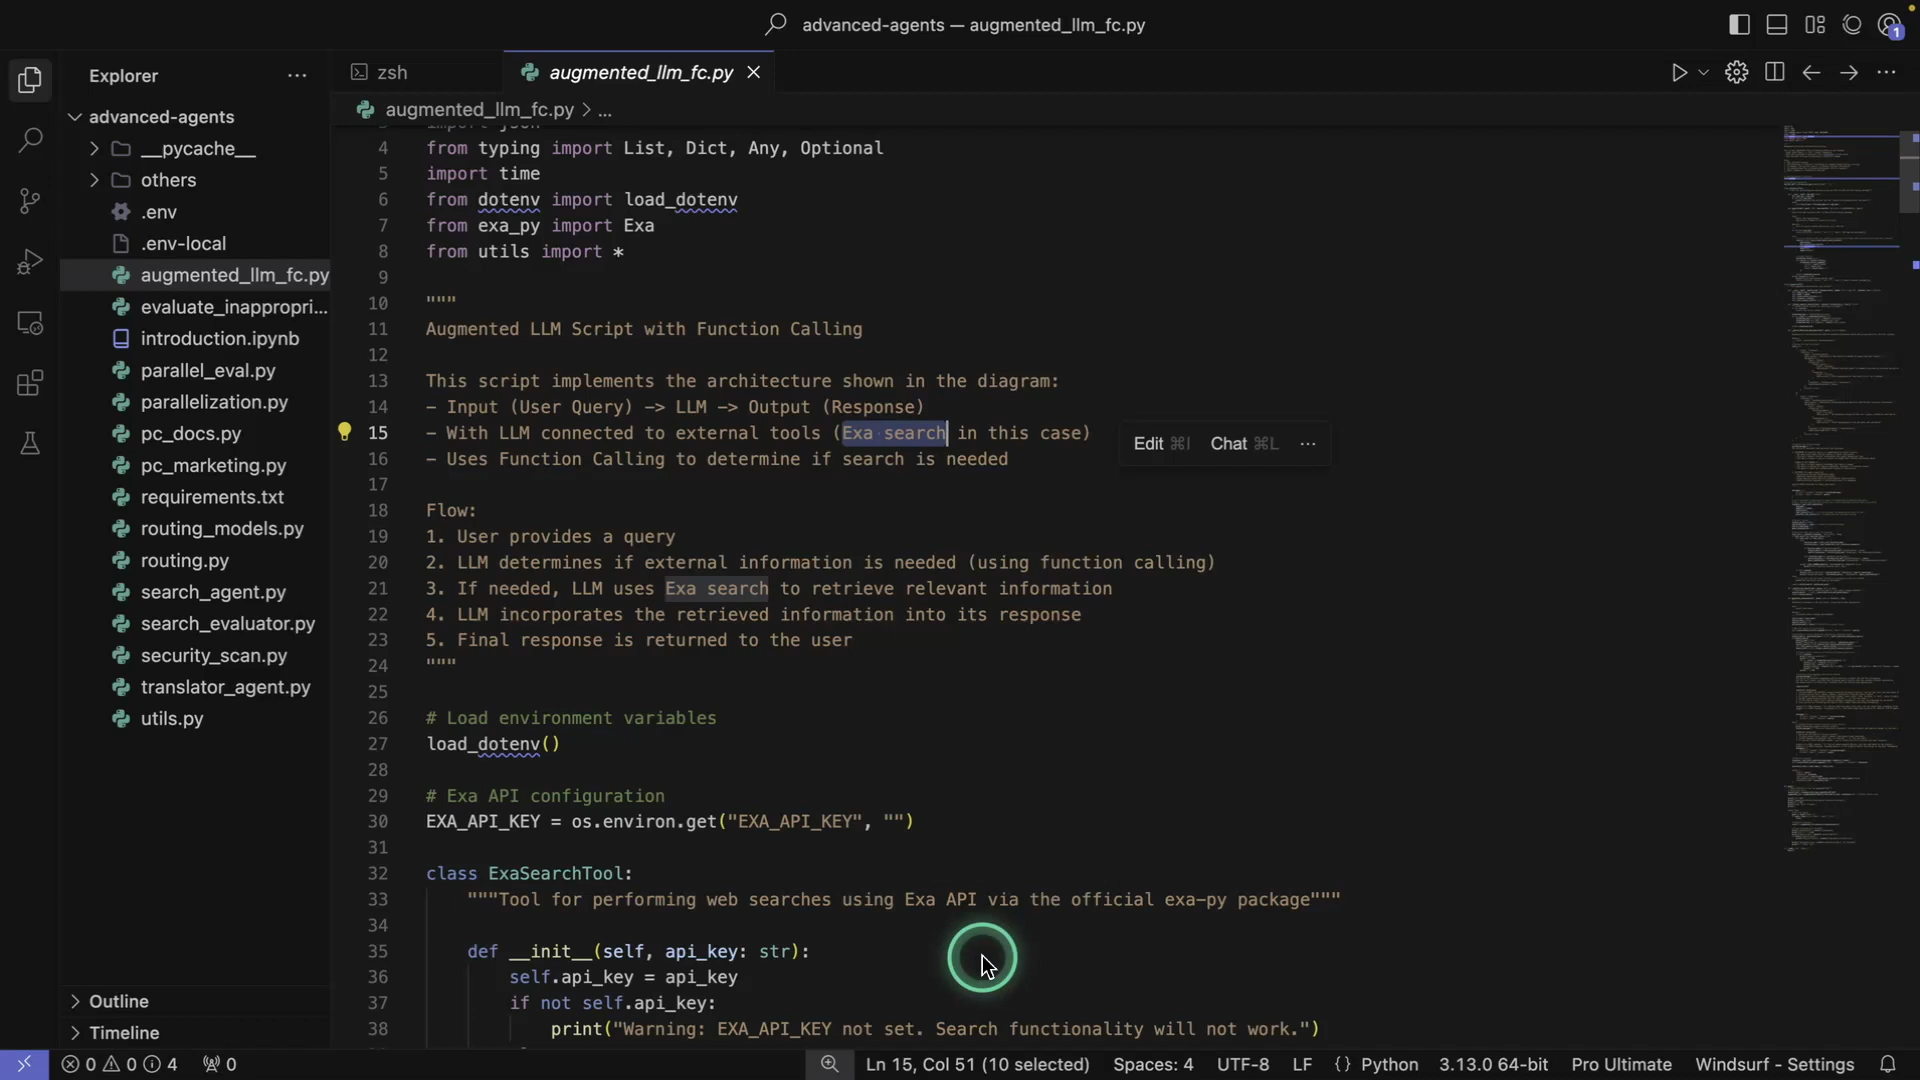 advanced-agents — augmented_llm_fc.py
1
Explorer
zsh
augmented_llm_fc.py
advanced-agents
augmented_llm_fc.py > ...
__pycache__
others
.env
.env-local
augmented_llm_fc.py
evaluate_inappropri...
introduction.ipynb
parallel_eval.py
parallelization.py
pc_docs.py
pc_marketing.py
requirements.txt
routing_models.py
routing.py
search_agent.py
search_evaluator.py
security_scan.py
translator_agent.py
utils.py
Outline
Timeline
3 import json
4 from typing import List, Dict, Any, Optional
5 import time
6 from dotenv import load_dotenv
7 from exa_py import Exa
8 from utils import *
9
10 """
11 Augmented LLM Script with Function Calling
12
13 This script implements the architecture shown in the diagram:
14 - Input (User Query) -> LLM -> Output (Response)
15 - With LLM connected to external tools (Exa search in this case)
Edit ⌘I Chat ⌘L ...
16 - Uses Function Calling to determine if search is needed
17
18 Flow:
19 1. User provides a query
20 2. LLM determines if external information is needed (using function calling)
21 3. If needed, LLM uses Exa search to retrieve relevant information
22 4. LLM incorporates the retrieved information into its response
23 5. Final response is returned to the user
24 """
25
26 # Load environment variables
27 load_dotenv()
28
29 # Exa API configuration
30 EXA_API_KEY = os.environ.get("EXA_API_KEY", "")
31
32 class ExaSearchTool:
33 """Tool for performing web searches using Exa API via the official exa-py package"""
34
35 def __init__(self, api_key: str):
36 self.api_key = api_key
37 if not self.api_key:
38 print("Warning: EXA_API_KEY not set. Search functionality will not work.")
0 0 4 0
Ln 15, Col 51 (10 selected) Spaces: 4 UTF-8 LF {} Python 3.13.0 64-bit Pro Ultimate Windsurf - Settings